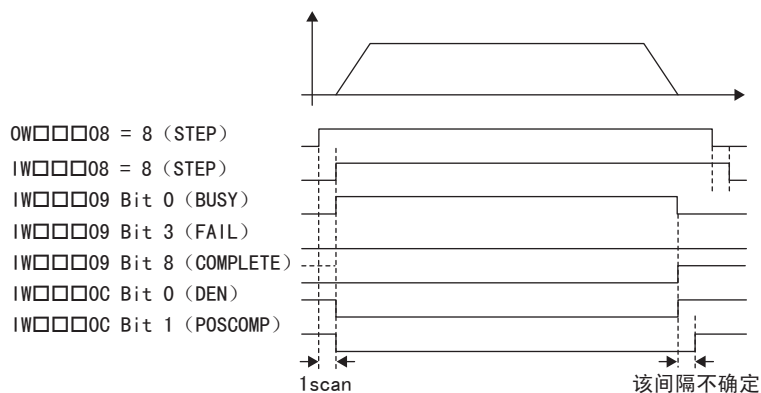 OW□□□08 = 8（STEP）
IW□□□08 = 8（STEP）
IW□□□09 Bit 0（BUSY）
IW□□□09 Bit 3（FAIL）
IW□□□09 Bit 8（COMPLETE）
IW□□□0C Bit 0（DEN）
IW□□□0C Bit 1（POSCOMP）
1scan
该间隔不确定